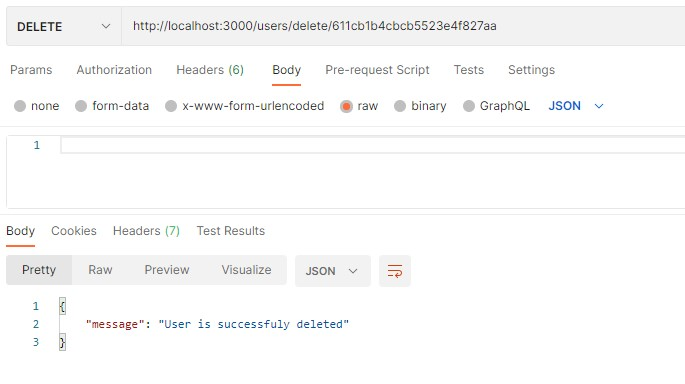 DELETE http://localhost:3000/users/delete/611cb1b4cbcb5523e4f827aa
Params Authorization Headers (6) Body Pre-request Script Tests Settings
none form-data x-www-form-urlencoded raw binary GraphQL JSON
1
Body Cookies Headers (7) Test Results
Pretty Raw Preview Visualize JSON
1 {
2 "message": "User is successfuly deleted"
3 }